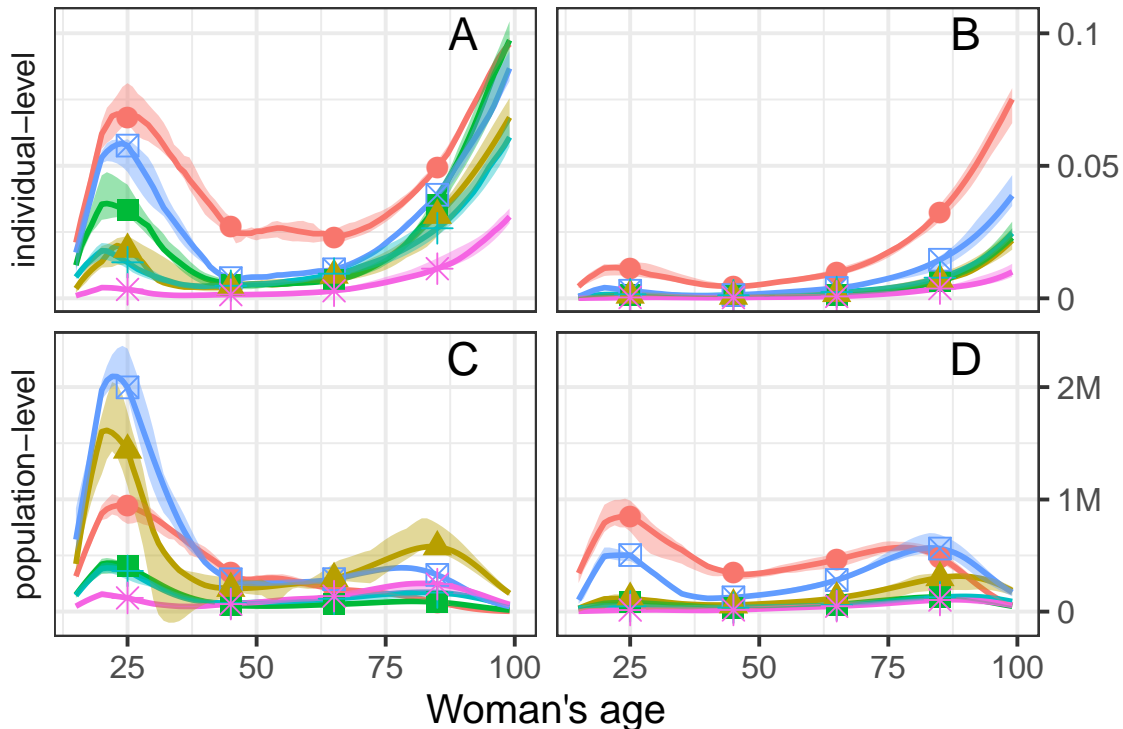 individual−level
A
B
0.1
0.05
0
population−level
C
D
2M
1M
0
25 50 75 100
25 50 75 100
Woman's age